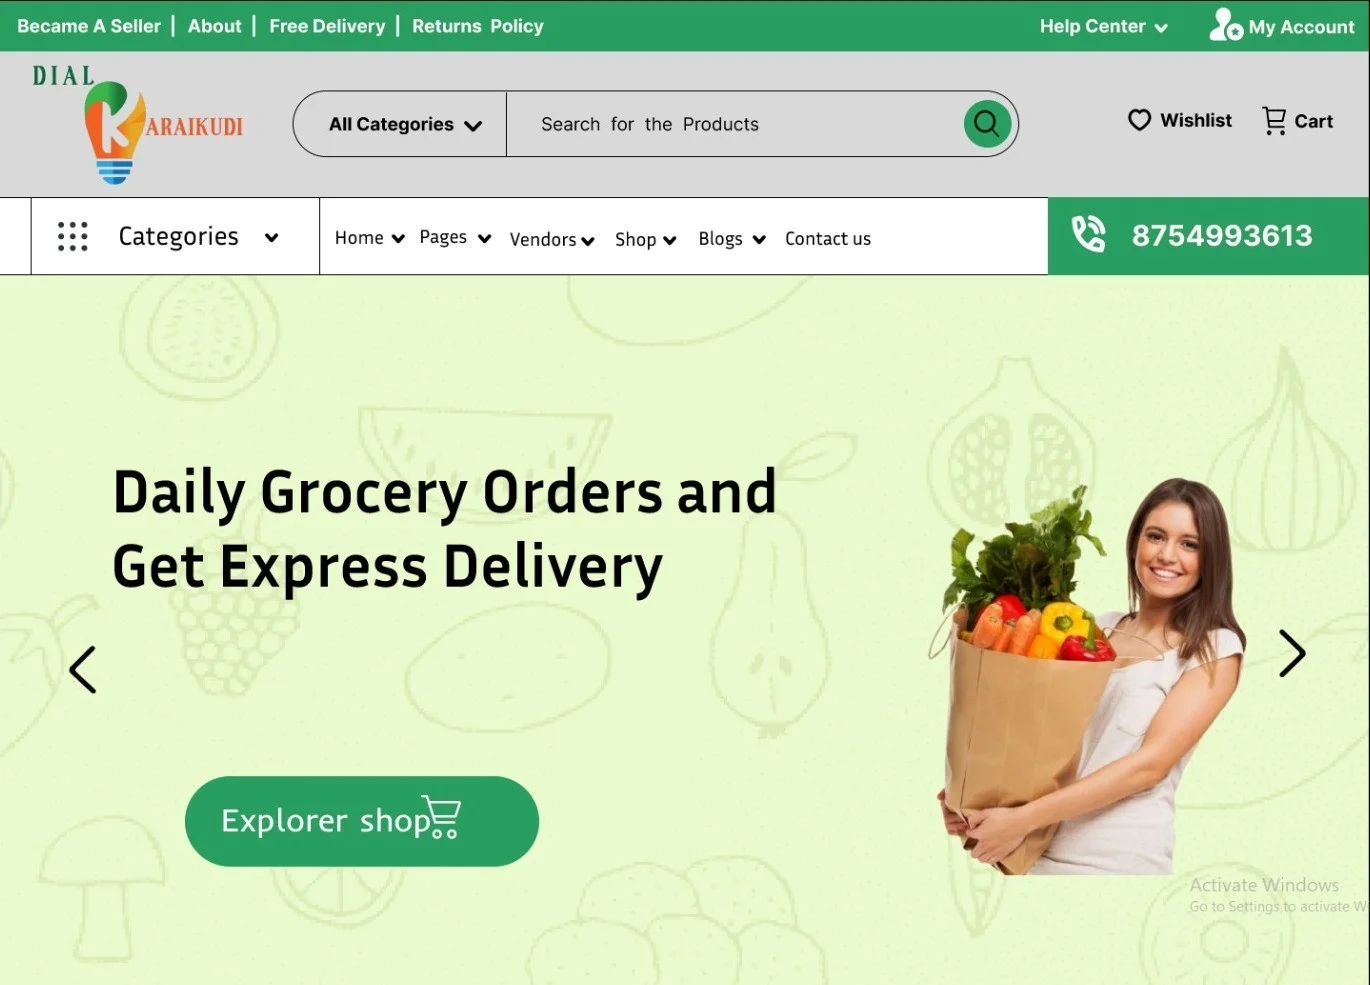 Became A Seller | About | Free Delivery | Returns Policy
Help Center
My Account
DIAL
KARAIKUDI
All Categories
Search for the Products
Wishlist
Cart
Categories
Home
Pages
Vendors
Shop
Blogs
Contact us
8754993613
Daily Grocery Orders and
Get Express Delivery
Explorer shop
Activate Windows
Go to Settings to activate W